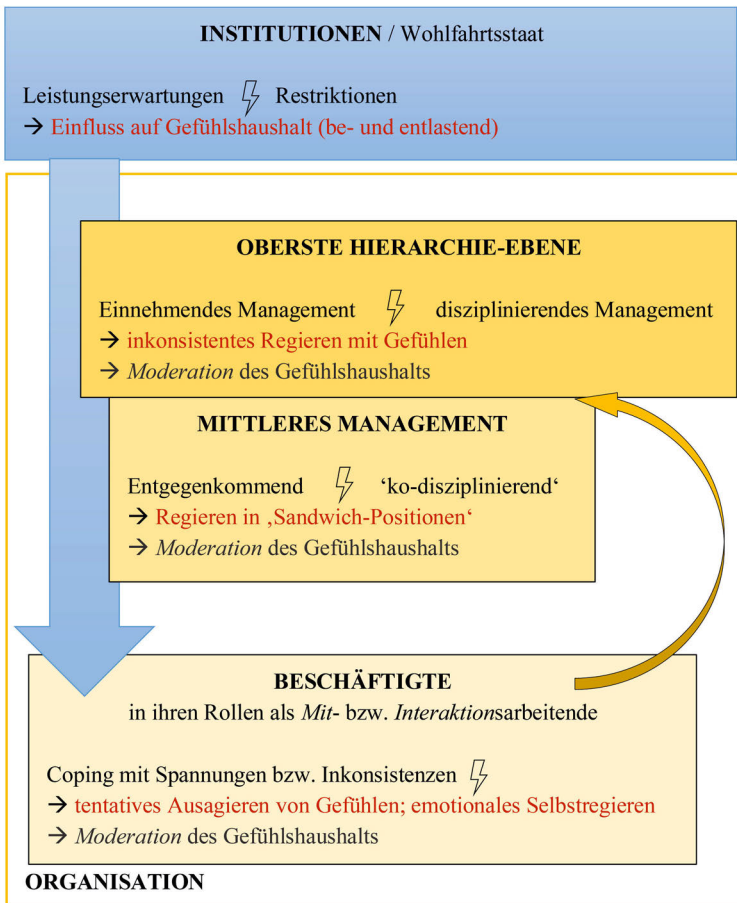 INSTITUTIONEN / Wohlfahrtsstaat
Leistungserwartungen Restriktionen
→ Einfluss auf Gefühlshaushalt (be- und entlastend)
OBERSTE HIERARCHIE-EBENE
Einnehmendes Management disziplinierendes Management
→ inkonsistentes Regieren mit Gefühlen
→ Moderation des Gefühlshaushalts
MITTLERES MANAGEMENT
Entgegenkommend ‘ko-disziplinierend‘
→ Regieren in ‚Sandwich-Positionen‘
→ Moderation des Gefühlshaushalts
BESCHÄFTIGTE
in ihren Rollen als Mit- bzw. Interaktionsarbeitende
Coping mit Spannungen bzw. Inkonsistenzen
→ tentatives Ausagieren von Gefühlen; emotionales Selbstregieren
→ Moderation des Gefühlshaushalts
ORGANISATION